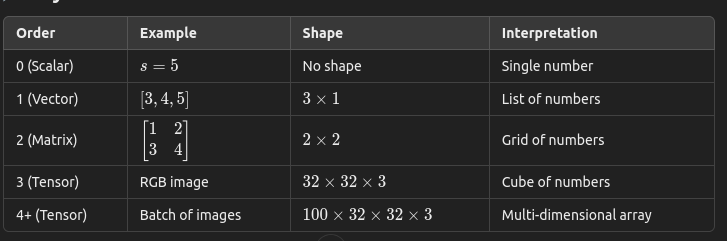 Order Example Shape Interpretation
0 (Scalar) s = 5 No shape Single number
1 (Vector) [3, 4, 5] 3 × 1 List of numbers
2 (Matrix) [1 2
3 4] 2 × 2 Grid of numbers
3 (Tensor) RGB image 32 × 32 × 3 Cube of numbers
4+ (Tensor) Batch of images 100 × 32 × 32 × 3 Multi-dimensional array